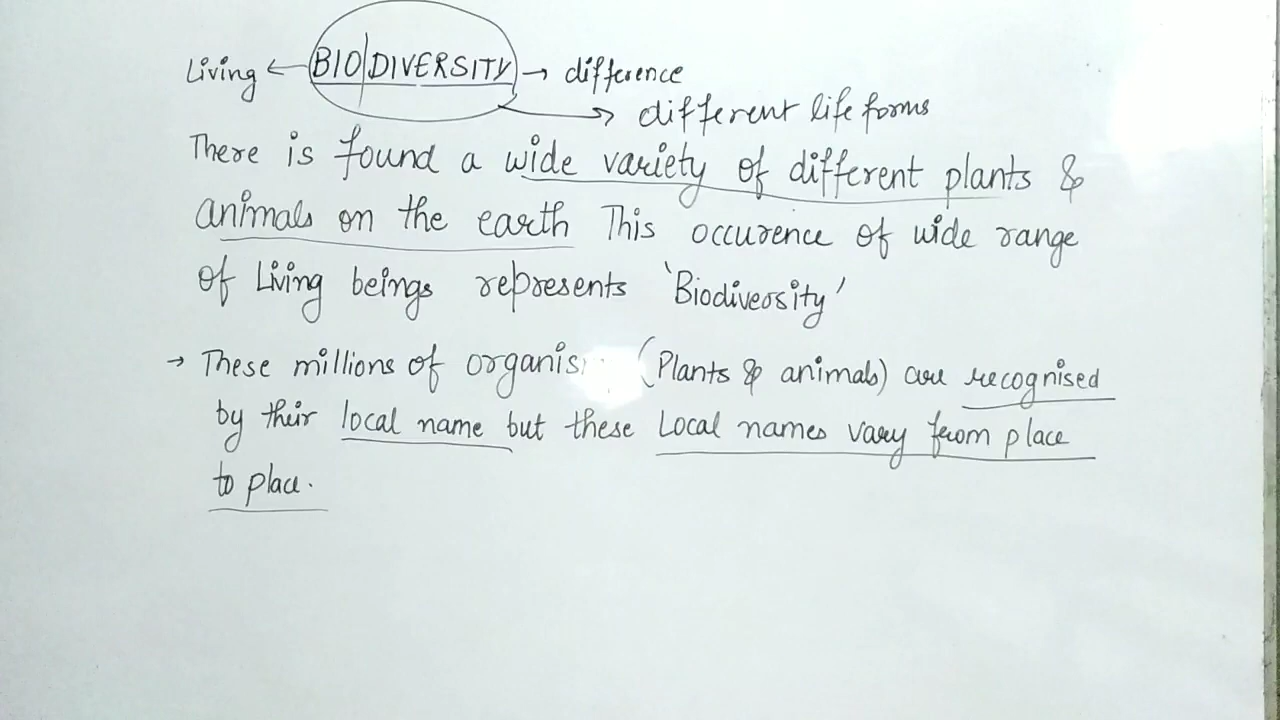 Living ← BIO|DIVERSITY → difference
→ different life forms
There is found a wide variety of different plants &
animals on the earth This occurence of wide range
of Living beings represents 'Biodiversity'
→ These millions of organis (Plants & animals) are recognised
by their local name but these Local names vary from place
to place.